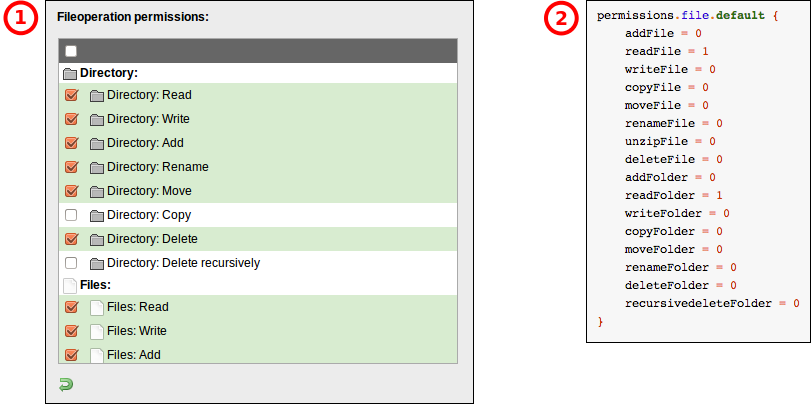 1
Fileoperation permissions:
Directory:
Directory: Read
Directory: Write
Directory: Add
Directory: Rename
Directory: Move
Directory: Copy
Directory: Delete
Directory: Delete recursively
Files:
Files: Read
Files: Write
Files: Add
2
permissions.file.default {
addFile = 0
readFile = 1
writeFile = 0
copyFile = 0
moveFile = 0
renameFile = 0
unzipFile = 0
deleteFile = 0
addFolder = 0
readFolder = 1
writeFolder = 0
copyFolder = 0
moveFolder = 0
renameFolder = 0
deleteFolder = 0
recursivedeleteFolder = 0
}